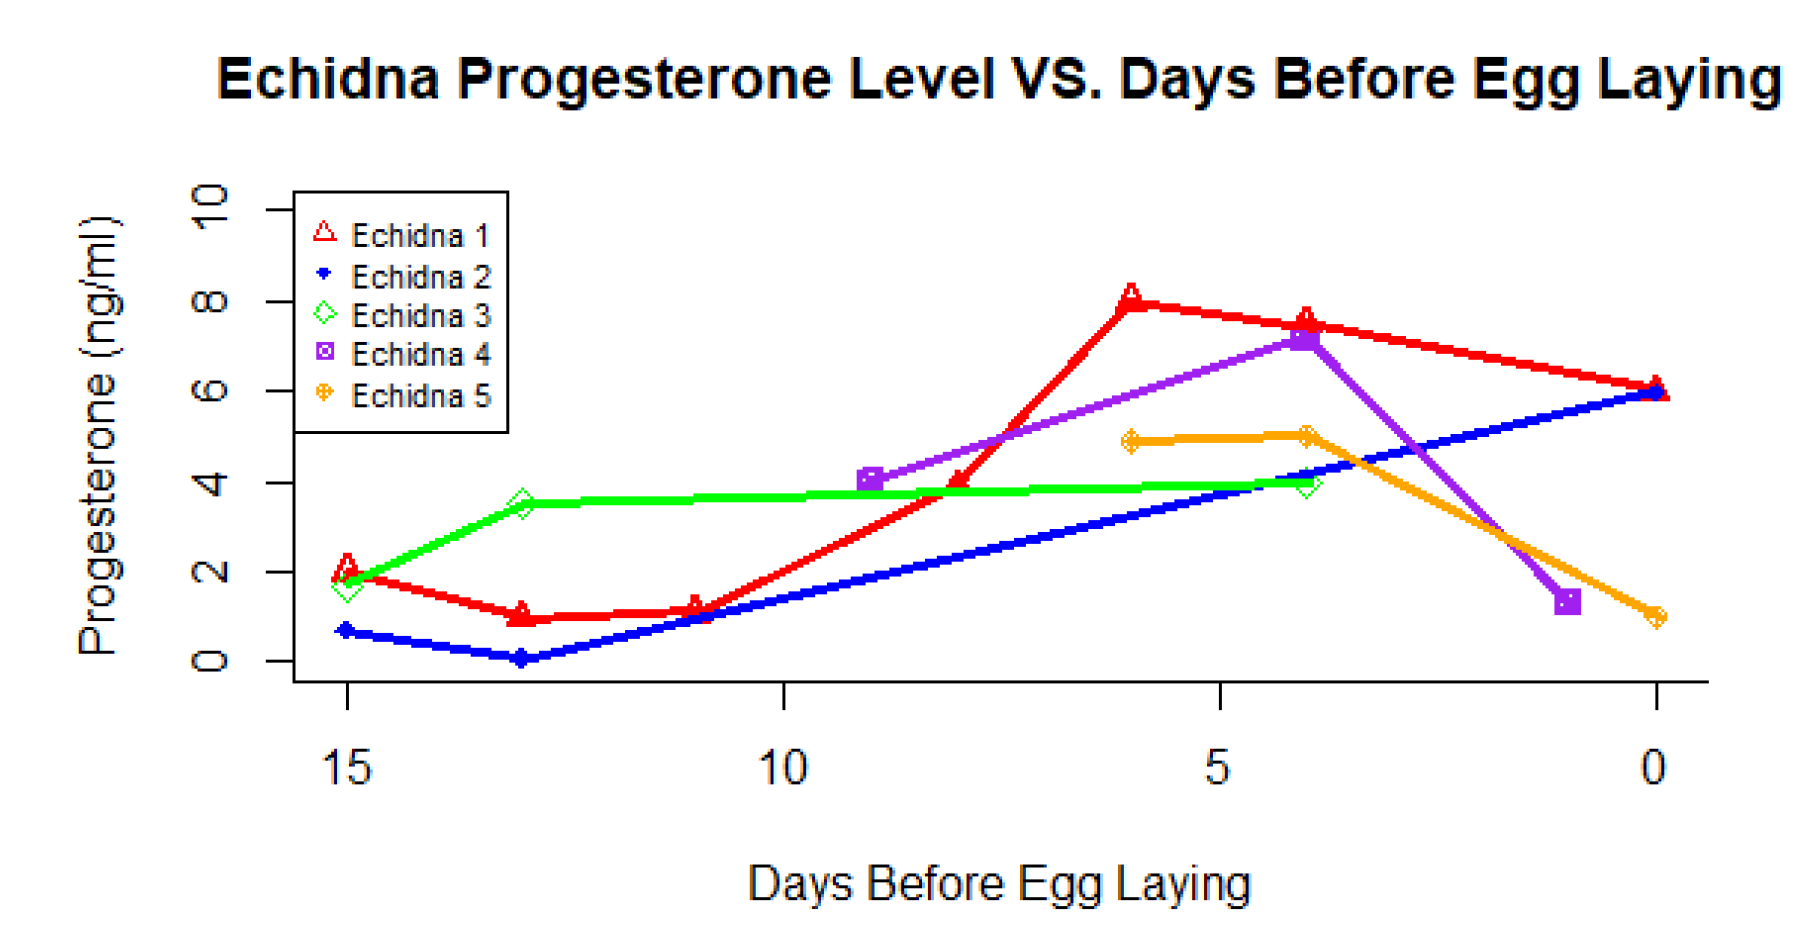 Echidna Progesterone Level VS. Days Before Egg Laying
Progesterone (ng/ml)
10
8
6
4
2
0
Echidna 1
Echidna 2
Echidna 3
Echidna 4
Echidna 5
15 10 5 0
Days Before Egg Laying